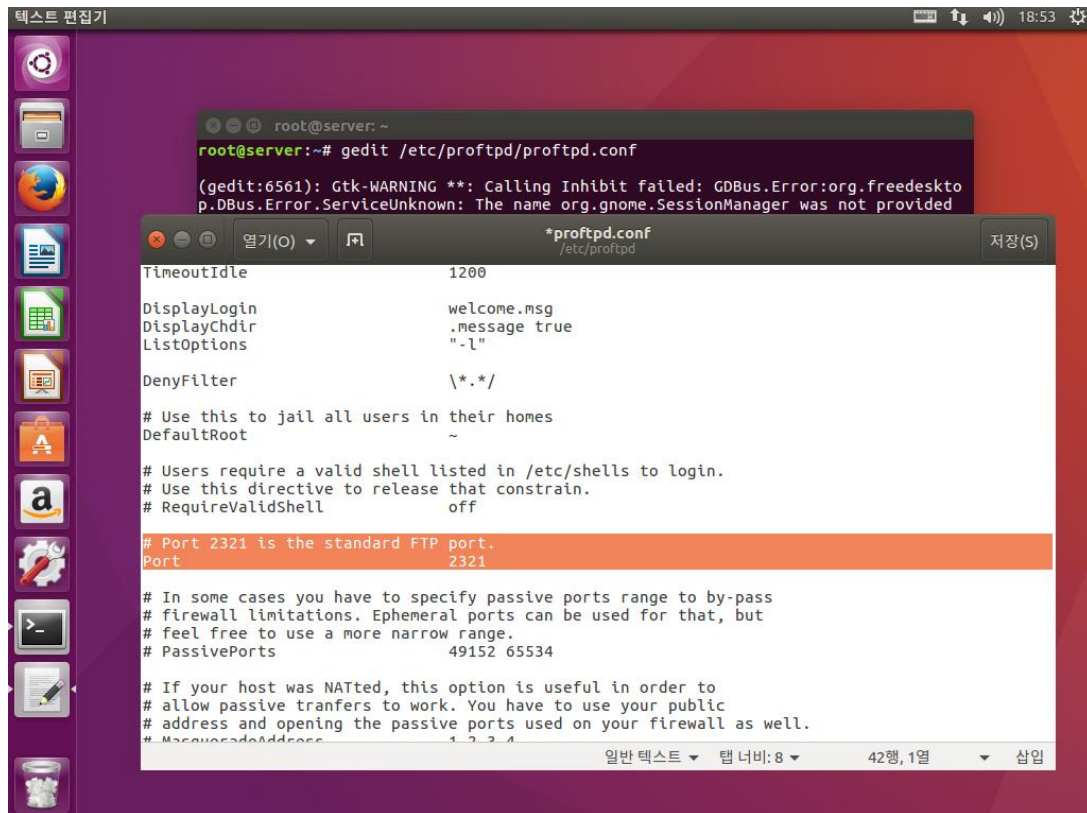 텍스트 편집기
18:53
root@server: ~
root@server:~# gedit /etc/proftpd/proftpd.conf
(gedit:6561): Gtk-WARNING **: Calling Inhibit failed: GDBus.Error:org.freedeskto
p.DBus.Error.ServiceUnknown: The name org.gnome.SessionManager was not provided
열기(O)
*proftpd.conf
/etc/proftpd
저장(S)
TimeoutIdle 1200
DisplayLogin welcome.msg
DisplayChdir .message true
ListOptions "-l"
DenyFilter \*.*/
# Use this to jail all users in their homes
DefaultRoot ~
# Users require a valid shell listed in /etc/shells to login.
# Use this directive to release that constrain.
# RequireValidShell off
# Port 2321 is the standard FTP port.
Port 2321
# In some cases you have to specify passive ports range to by-pass
# firewall limitations. Ephemeral ports can be used for that, but
# feel free to use a more narrow range.
# PassivePorts 49152 65534
# If your host was NATted, this option is useful in order to
# allow passive tranfers to work. You have to use your public
# address and opening the passive ports used on your firewall as well.
# MasqueradeAddress 1.2.3.4
일반 텍스트 탭 너비: 8 42행, 1열 삽입